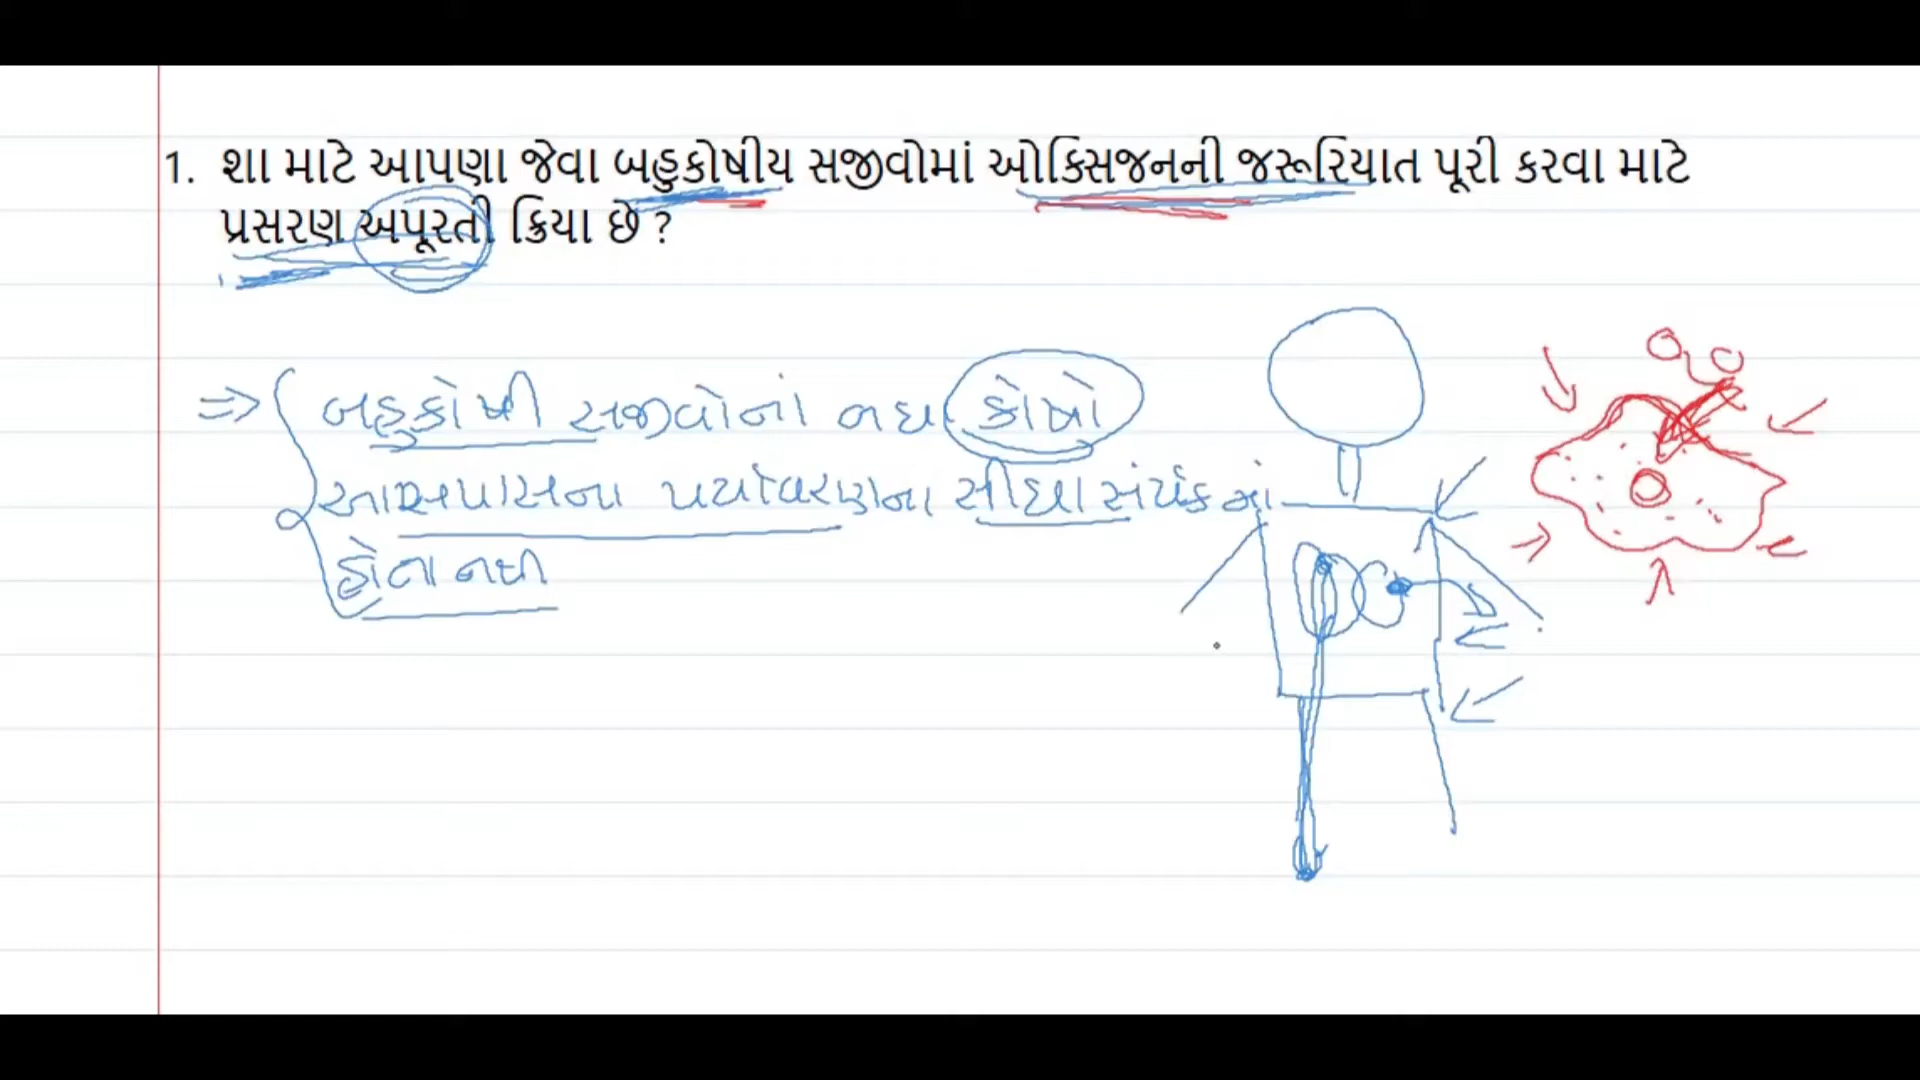 1. શા માટે આપણા જેવા બહુકોષીય સજીવોમાં ઓક્સિજનની જરૂરિયાત પૂરી કરવા માટે
પ્રસરણ અપૂરતી ક્રિયા છે ?
=> બહુકોષી સજીવોનાં બધા કોષો
આસપાસના પર્યાવરણના સીધા સંપર્કમાં
હોતા નથી